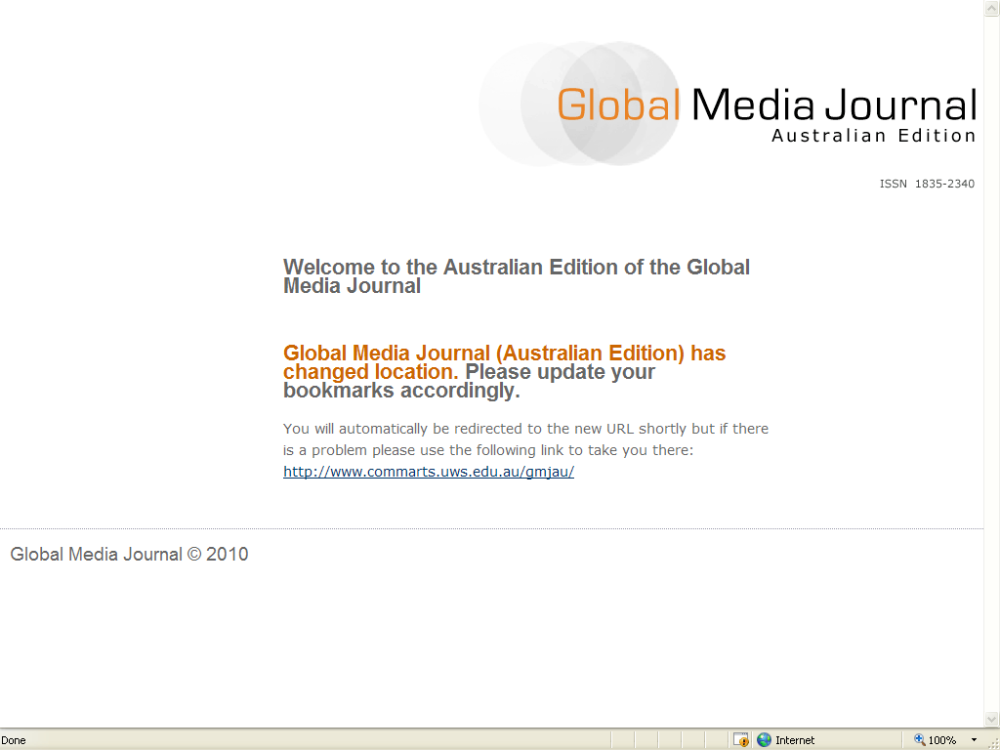 Global Media Journal
Australian Edition
ISSN 1835-2340
Welcome to the Australian Edition of the Global
Media Journal
Global Media Journal (Australian Edition) has
changed location. Please update your
bookmarks accordingly.
You will automatically be redirected to the new URL shortly but if there
is a problem please use the following link to take you there:
http://www.commarts.uws.edu.au/gmjau/
Global Media Journal © 2010
Done
Internet
100%